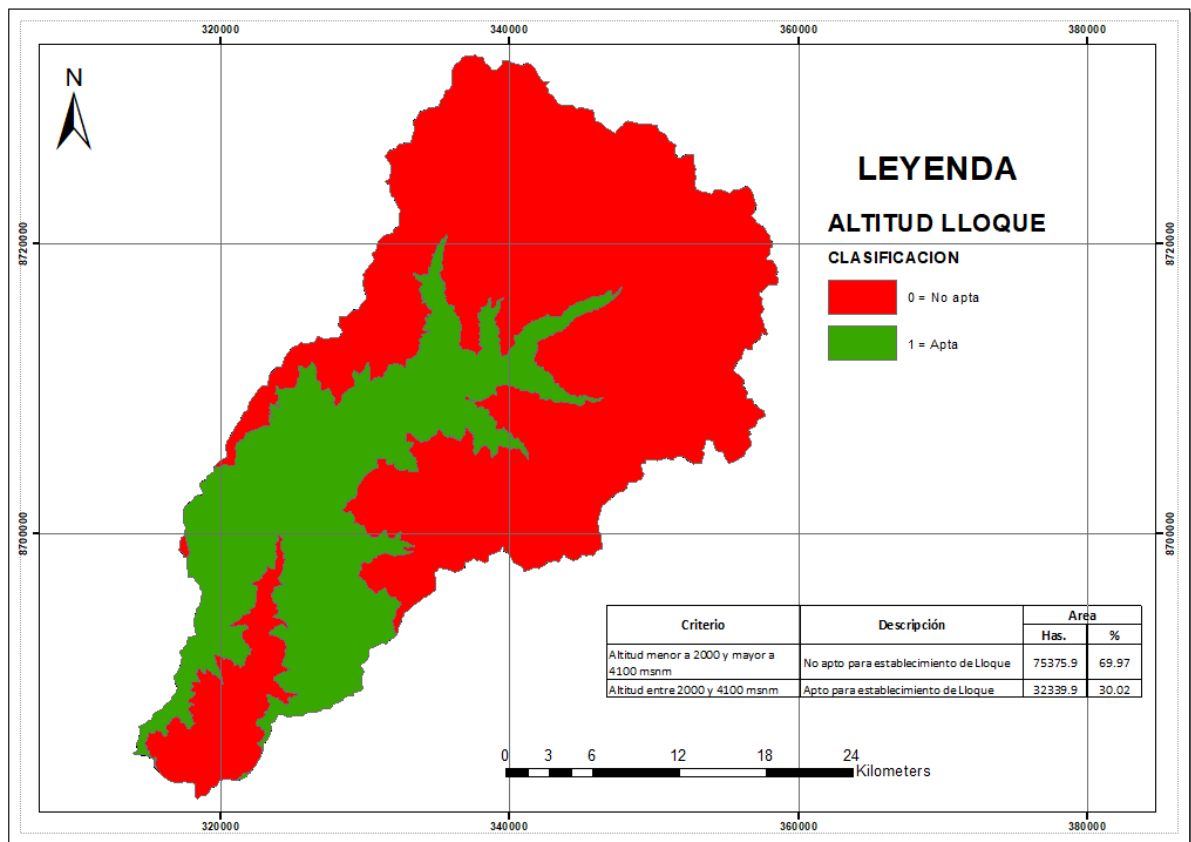 320000 340000 360000 380000
N
LEYENDA
ALTITUD LLOQUE
CLASIFICACION
0 = No apta
1 = Apta
8720000 8720000
8700000 8700000
Criterio Descripción Area
Has. %
Altitud menor a 2000 y mayor a
4100 msnm No apto para establecimiento de Lloque 75375.9 69.97
Altitud entre 2000 y 4100 msnm Apto para establecimiento de Lloque 32339.9 30.02
0 3 6 12 18 24
Kilometers
320000 340000 360000 380000